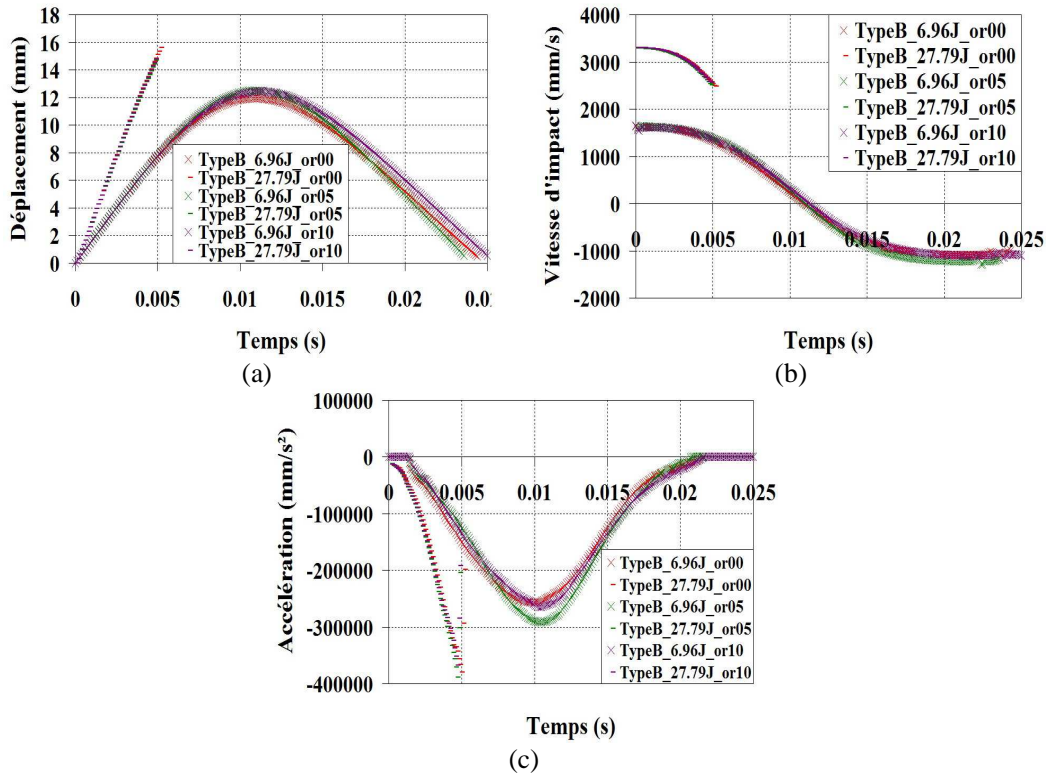 Déplacement (mm)
18
16
14
12
10
8
6
4
2
0
TypeB_6.96J_or00
TypeB_27.79J_or00
TypeB_6.96J_or05
TypeB_27.79J_or05
TypeB_6.96J_or10
TypeB_27.79J_or10
0 0.005 0.01 0.015 0.02 0.0
Temps (s)
(a)
Vitesse d'impact (mm/s)
4000
3000
2000
1000
0
-1000
-2000
TypeB_6.96J_or00
TypeB_27.79J_or00
TypeB_6.96J_or05
TypeB_27.79J_or05
TypeB_6.96J_or10
TypeB_27.79J_or10
0 0.005 0.01 0.015 0.02 0.025
Temps (s)
(b)
Accélération (mm/s²)
100000
0
-100000
-200000
-300000
-400000
0 0.005 0.01 0.015 0.02 0.025
TypeB_6.96J_or00
TypeB_27.79J_or00
TypeB_6.96J_or05
TypeB_27.79J_or05
TypeB_6.96J_or10
TypeB_27.79J_or10
Temps (s)
(c)